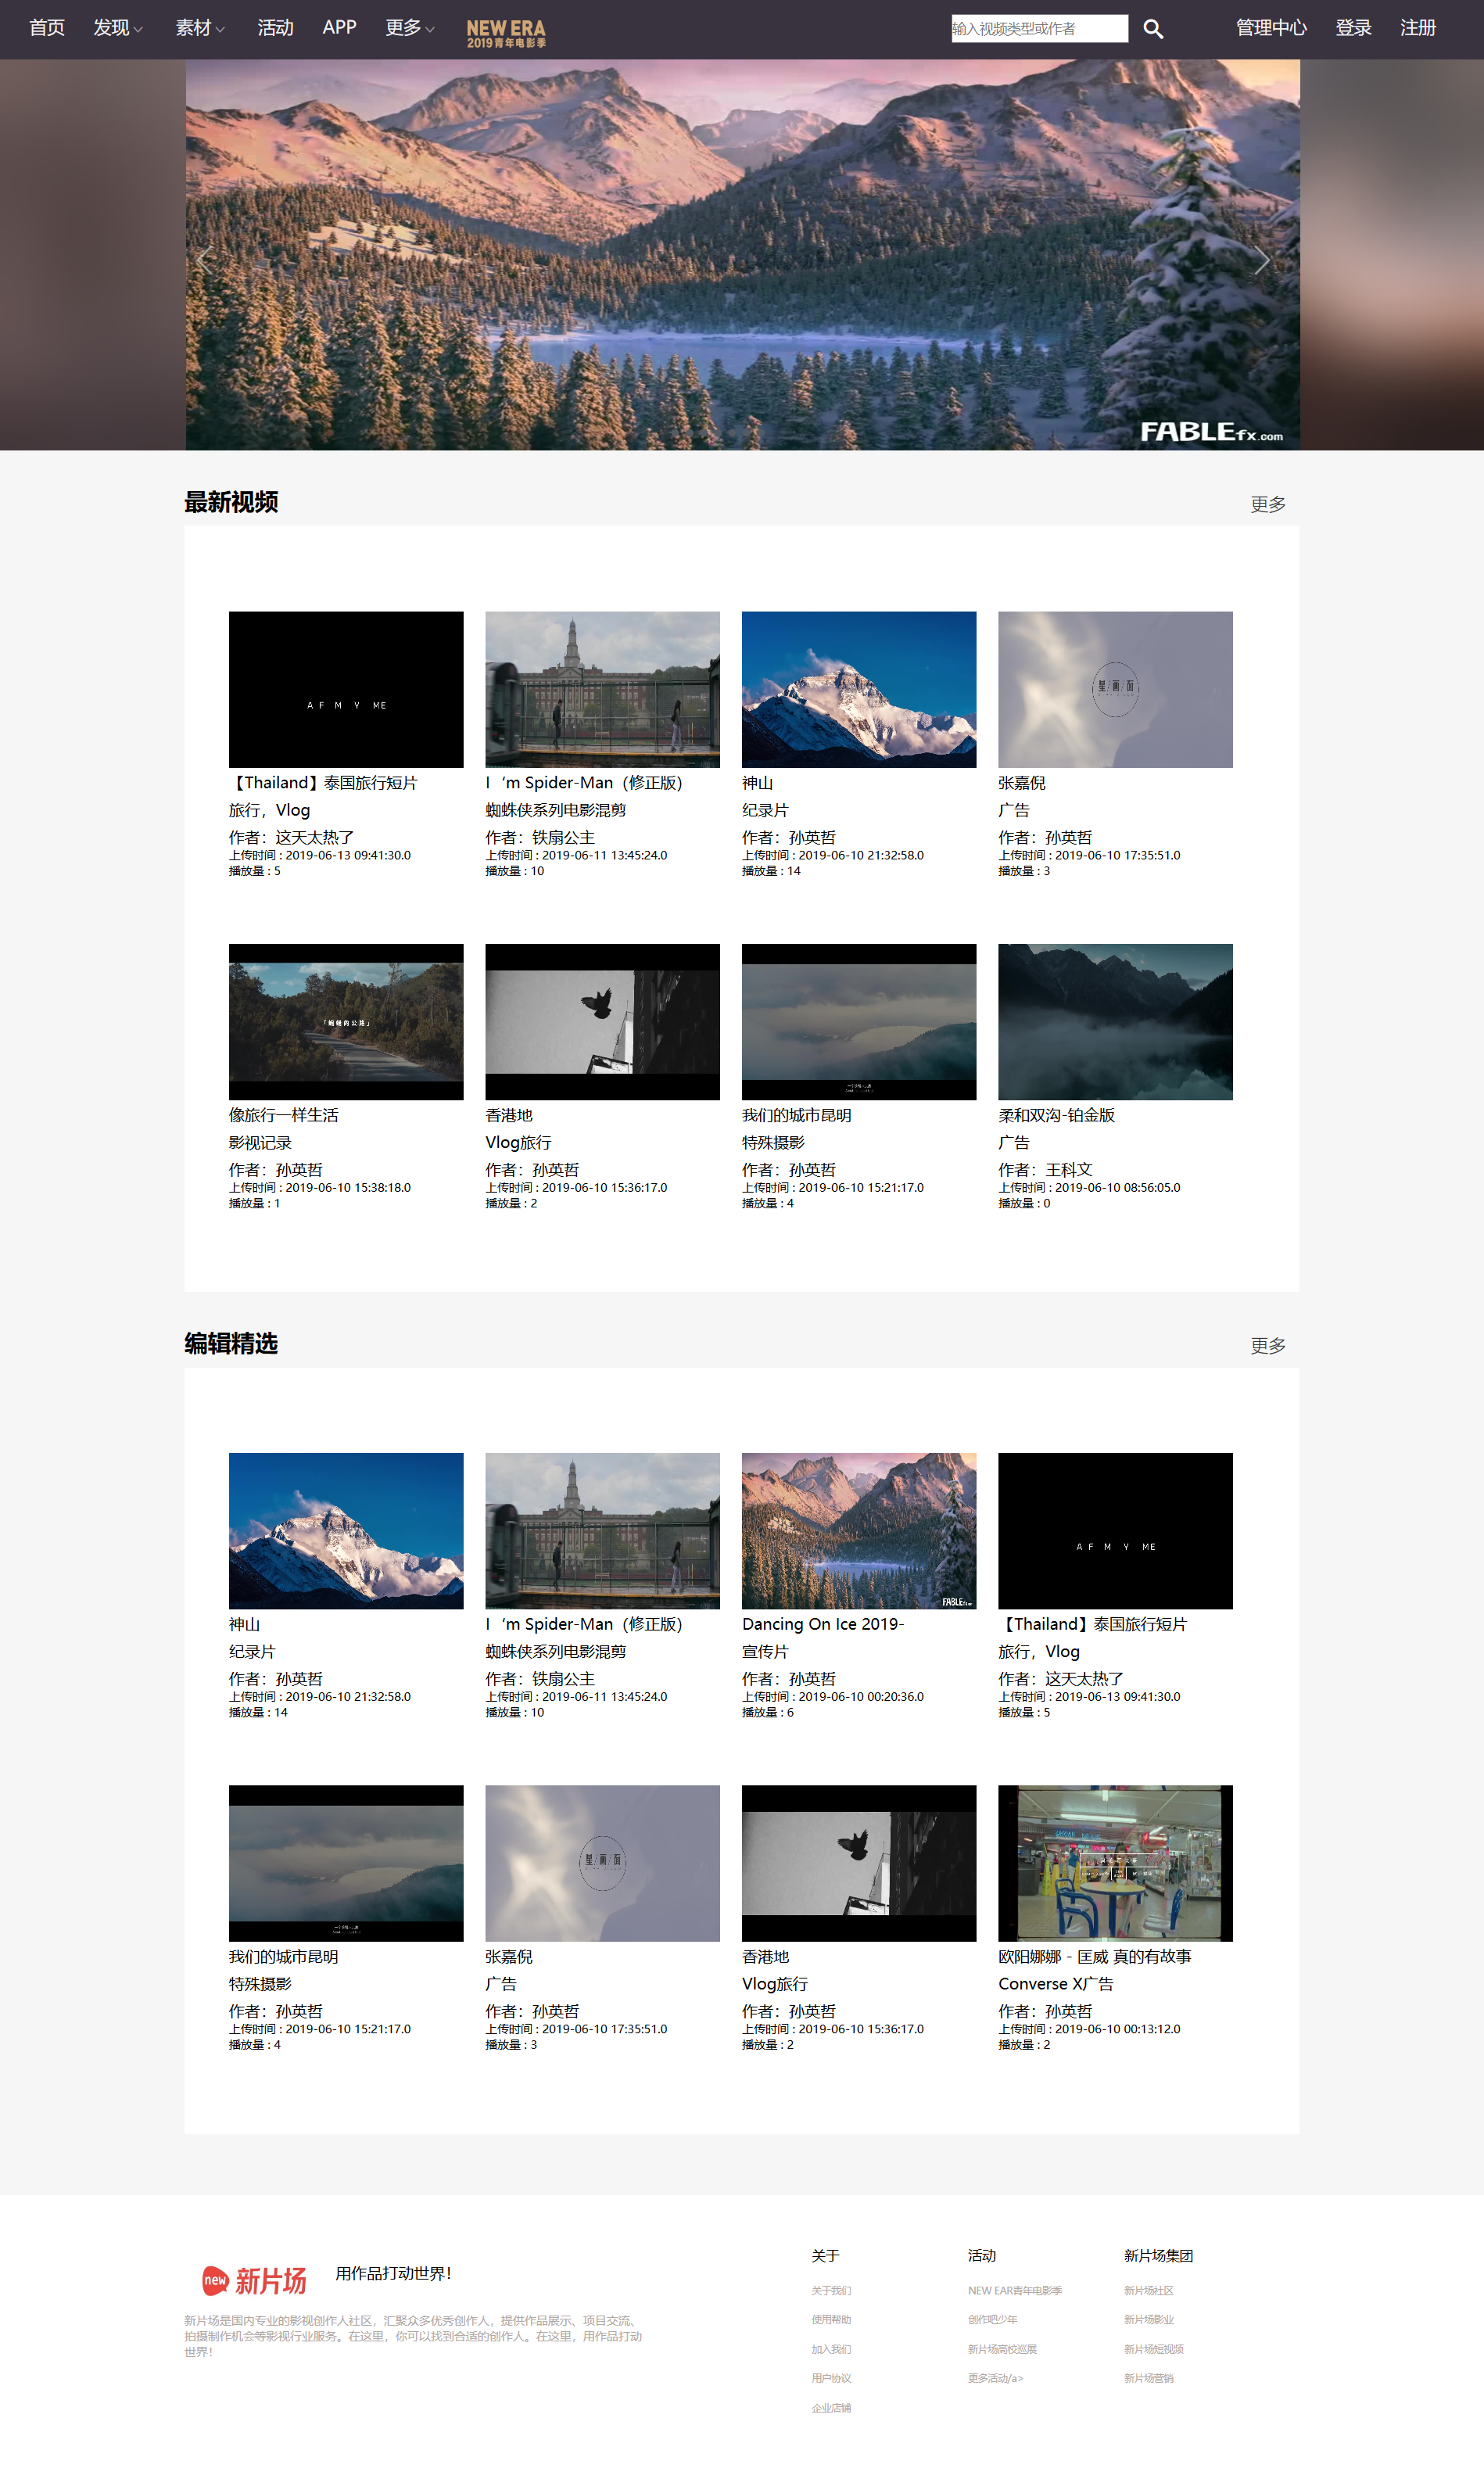 首页 发现 素材 活动 APP 更多 NEW ERA
2019青年电影季
输入视频类型或作者
管理中心 登录 注册
FABLEfx.com
最新视频 更多
A F M Y ME
星/画/面
【Thailand】泰国旅行短片
旅行，Vlog
作者：这天太热了
上传时间 : 2019-06-13 09:41:30.0
播放量 : 5
I‘m Spider-Man（修正版）
蜘蛛侠系列电影混剪
作者：铁扇公主
上传时间 : 2019-06-11 13:45:24.0
播放量 : 10
神山
纪录片
作者：孙英哲
上传时间 : 2019-06-10 21:32:58.0
播放量 : 14
张嘉倪
广告
作者：孙英哲
上传时间 : 2019-06-10 17:35:51.0
播放量 : 3
像旅行一样生活
影视记录
作者：孙英哲
上传时间 : 2019-06-10 15:38:18.0
播放量 : 1
香港地
Vlog旅行
作者：孙英哲
上传时间 : 2019-06-10 15:36:17.0
播放量 : 2
我们的城市昆明
特殊摄影
作者：孙英哲
上传时间 : 2019-06-10 15:21:17.0
播放量 : 4
柔和双沟-铂金版
广告
作者：王科文
上传时间 : 2019-06-10 08:56:05.0
播放量 : 0
编辑精选 更多
FABLEfx
A F M Y ME
神山
纪录片
作者：孙英哲
上传时间 : 2019-06-10 21:32:58.0
播放量 : 14
I‘m Spider-Man（修正版）
蜘蛛侠系列电影混剪
作者：铁扇公主
上传时间 : 2019-06-11 13:45:24.0
播放量 : 10
Dancing On Ice 2019-
宣传片
作者：孙英哲
上传时间 : 2019-06-10 00:20:36.0
播放量 : 6
【Thailand】泰国旅行短片
旅行，Vlog
作者：这天太热了
上传时间 : 2019-06-13 09:41:30.0
播放量 : 5
星/画/面
我们的城市昆明
特殊摄影
作者：孙英哲
上传时间 : 2019-06-10 15:21:17.0
播放量 : 4
张嘉倪
广告
作者：孙英哲
上传时间 : 2019-06-10 17:35:51.0
播放量 : 3
香港地
Vlog旅行
作者：孙英哲
上传时间 : 2019-06-10 15:36:17.0
播放量 : 2
欧阳娜娜 - 匡威 真的有故事
Converse X广告
作者：孙英哲
上传时间 : 2019-06-10 00:13:12.0
播放量 : 2
new 新片场 用作品打动世界！
新片场是国内专业的影视创作人社区，汇聚众多优秀创作人，提供作品展示、项目交流、
拍摄制作机会等影视行业服务。在这里，你可以找到合适的创作人。在这里，用作品打动
世界！
关于
关于我们
使用帮助
加入我们
用户协议
企业店铺
活动
NEW EAR青年电影季
创作吧少年
新片场高校巡展
更多活动/a>
新片场集团
新片场社区
新片场影业
新片场短视频
新片场营销